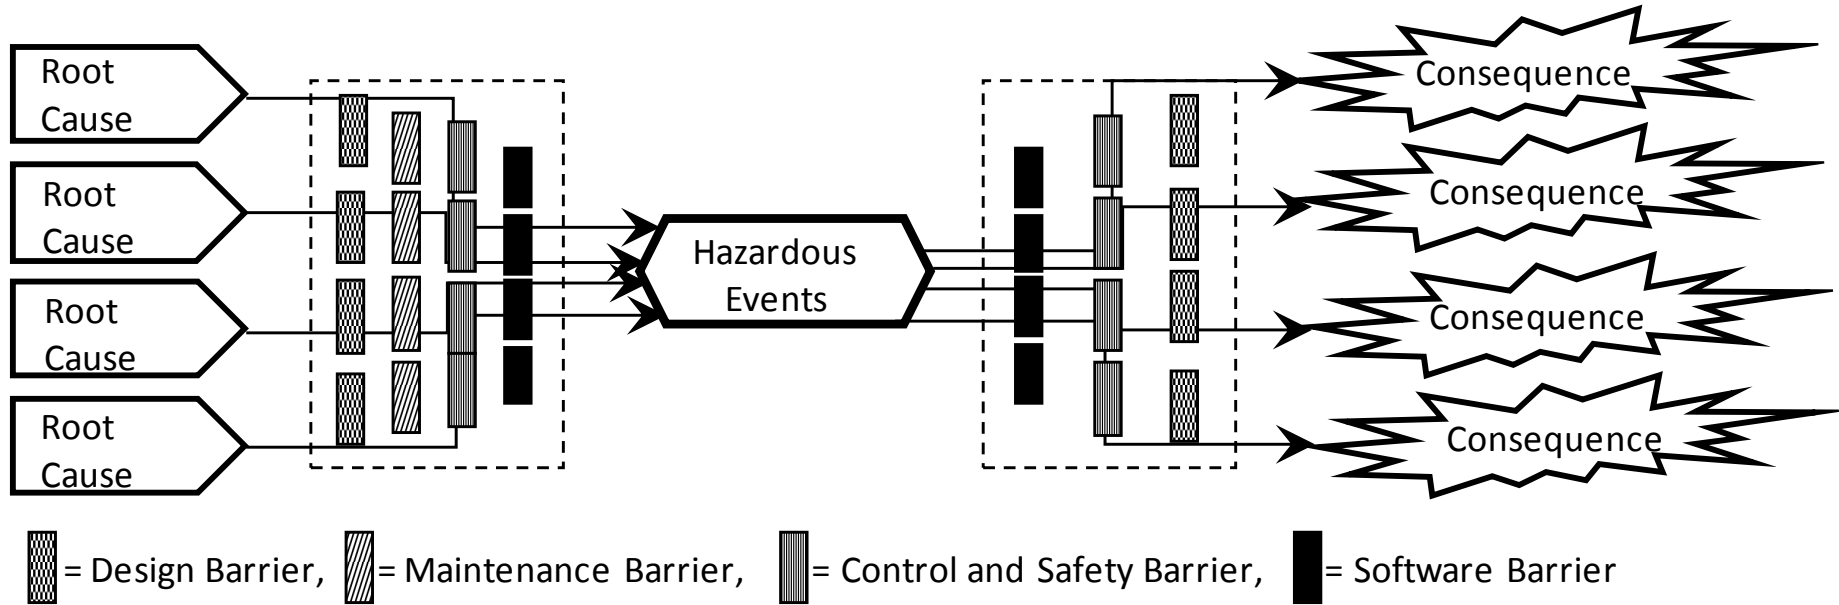 Root
Cause
Root
Cause
Root
Cause
Root
Cause
Hazardous
Events
Consequence
Consequence
Consequence
Consequence
= Design Barrier, = Maintenance Barrier, = Control and Safety Barrier, = Software Barrier